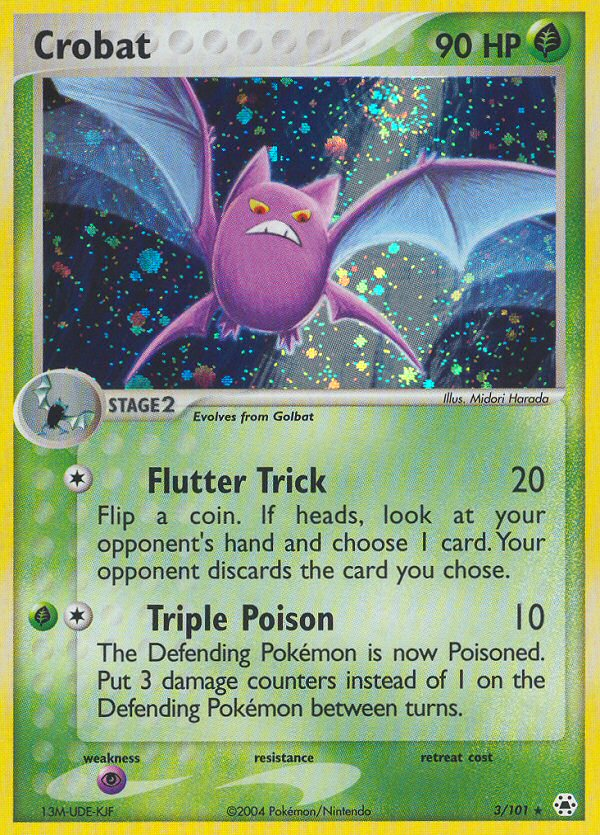 Crobat 90 HP
STAGE2
Evolves from Golbat
Illus. Midori Harada
Flutter Trick 20
Flip a coin. If heads, look at your
opponent's hand and choose 1 card. Your
opponent discards the card you chose.
Triple Poison 10
The Defending Pokémon is now Poisoned.
Put 3 damage counters instead of 1 on the
Defending Pokémon between turns.
weakness resistance retreat cost
13M-UDE-KJF ©2004 Pokémon/Nintendo 3/101 ★